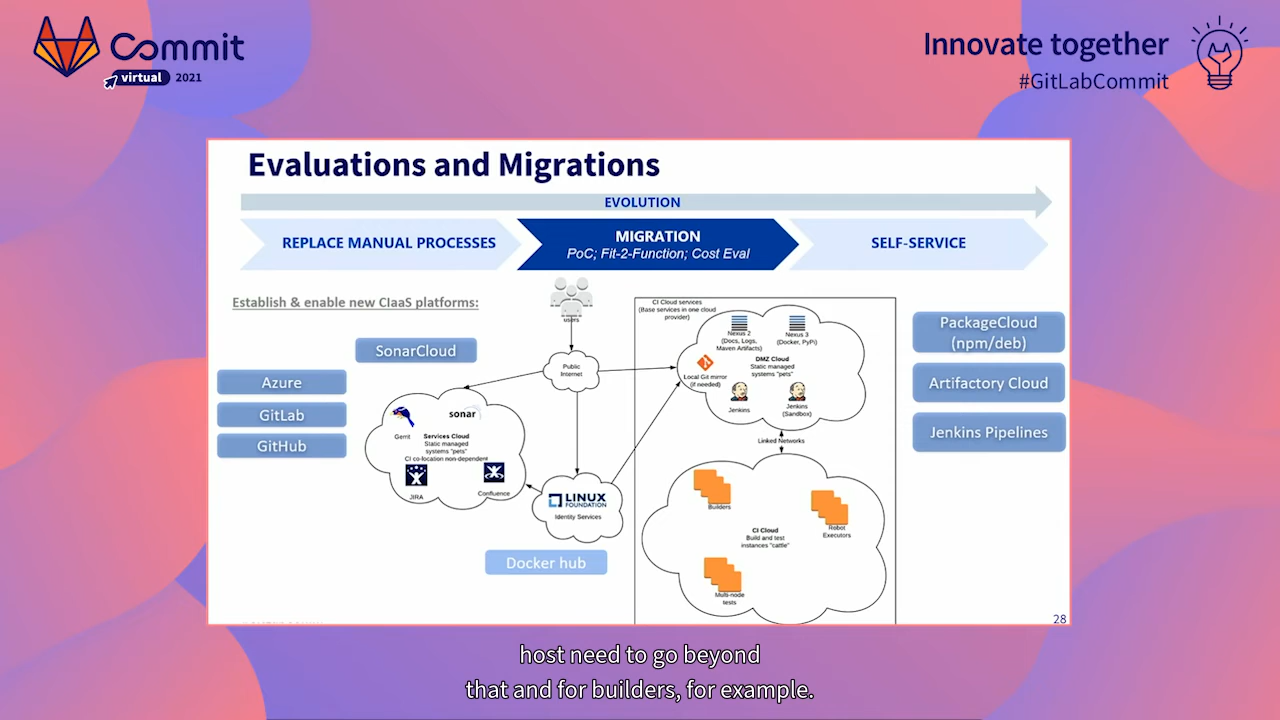 Commit
virtual 2021
Innovate together
#GitLabCommit
Evaluations and Migrations
EVOLUTION
REPLACE MANUAL PROCESSES
MIGRATION
PoC; Fit-2-Function; Cost Eval
SELF-SERVICE
Establish & enable new CIaaS platforms:
SonarCloud
Azure
GitLab
GitHub
users
Public
Internet
Gerrit
sonar
Services Cloud
Static managed
systems "pets"
CI co-location non-dependent
JIRA
Confluence
LINUX
FOUNDATION
Identity Services
Docker hub
CI Cloud services
(Base services in one cloud
provider)
Nexus 2
(Docs, Logs,
Maven Artifacts)
Nexus 3
(Docker, PyPi)
DMZ Cloud
Static managed
systems "pets"
Local Git mirror
(if needed)
Jenkins
Jenkins
(Sandbox)
Linked Networks
Builders
CI Cloud
Build and test
instances "cattle"
Robot
Executors
Multi-node
tests
PackageCloud
(npm/deb)
Artifactory Cloud
Jenkins Pipelines
28
host need to go beyond
that and for builders, for example.